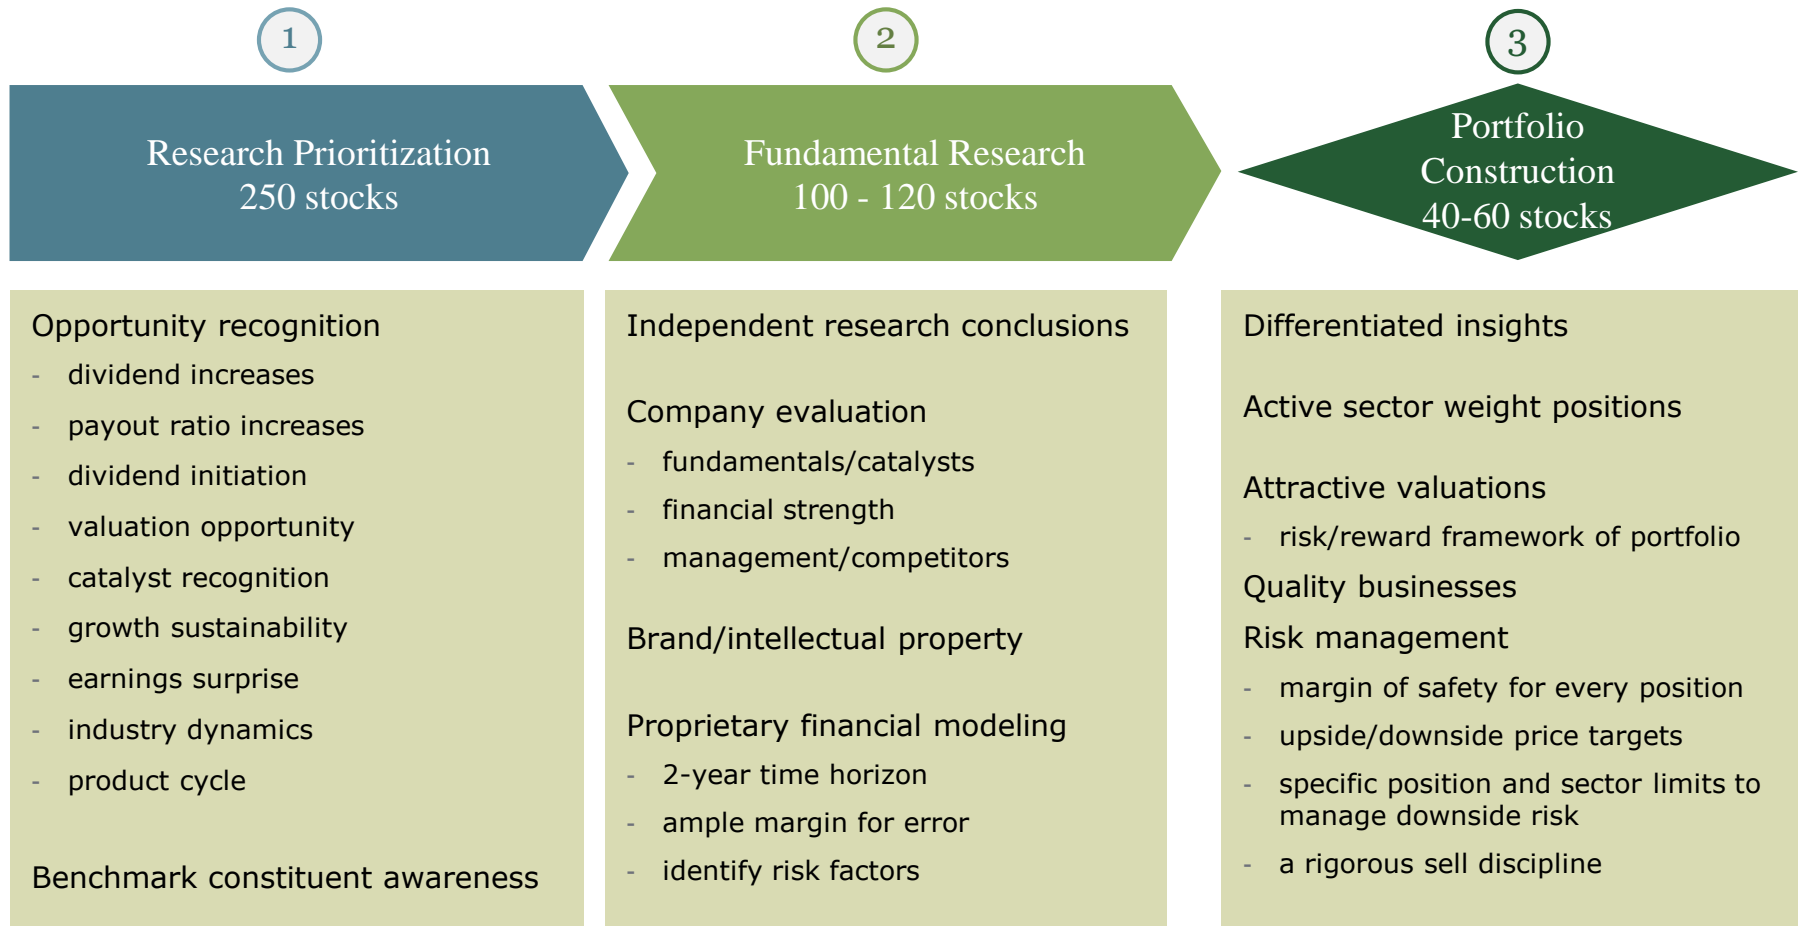 1
Research Prioritization
250 stocks
Opportunity recognition
- dividend increases
- payout ratio increases
- dividend initiation
- valuation opportunity
- catalyst recognition
- growth sustainability
- earnings surprise
- industry dynamics
- product cycle
Benchmark constituent awareness
2
Fundamental Research
100 - 120 stocks
Independent research conclusions
Company evaluation
- fundamentals/catalysts
- financial strength
- management/competitors
Brand/intellectual property
Proprietary financial modeling
- 2-year time horizon
- ample margin for error
- identify risk factors
3
Portfolio
Construction
40-60 stocks
Differentiated insights
Active sector weight positions
Attractive valuations
- risk/reward framework of portfolio
Quality businesses
Risk management
- margin of safety for every position
- upside/downside price targets
- specific position and sector limits to
manage downside risk
- a rigorous sell discipline